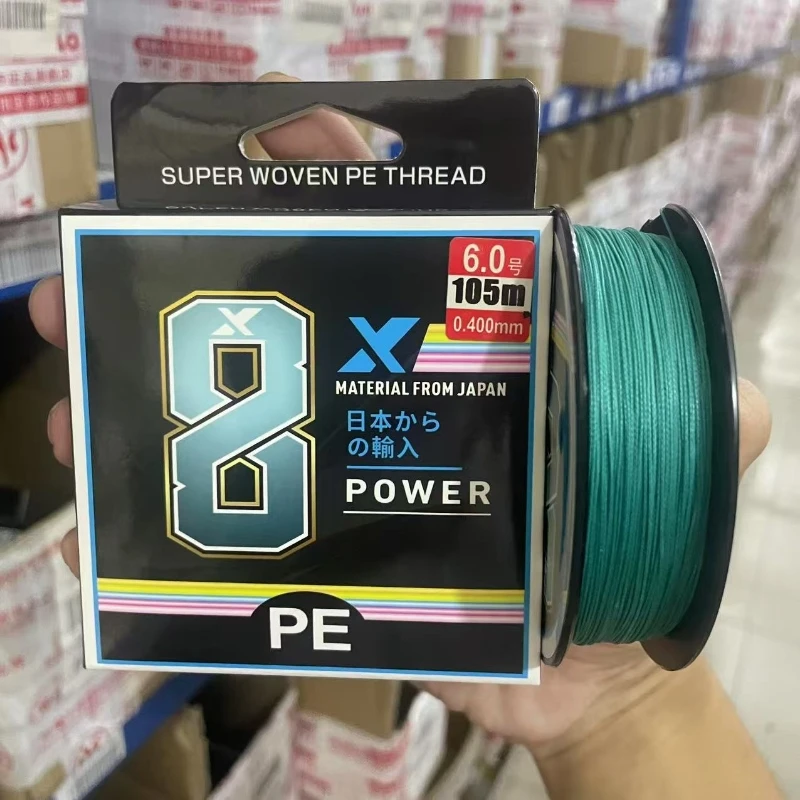 SUPER WOVEN PE THREAD
6.0号
105m
0.400mm
X
8
X
MATERIAL FROM JAPAN
日本から
の輸入
POWER
PE